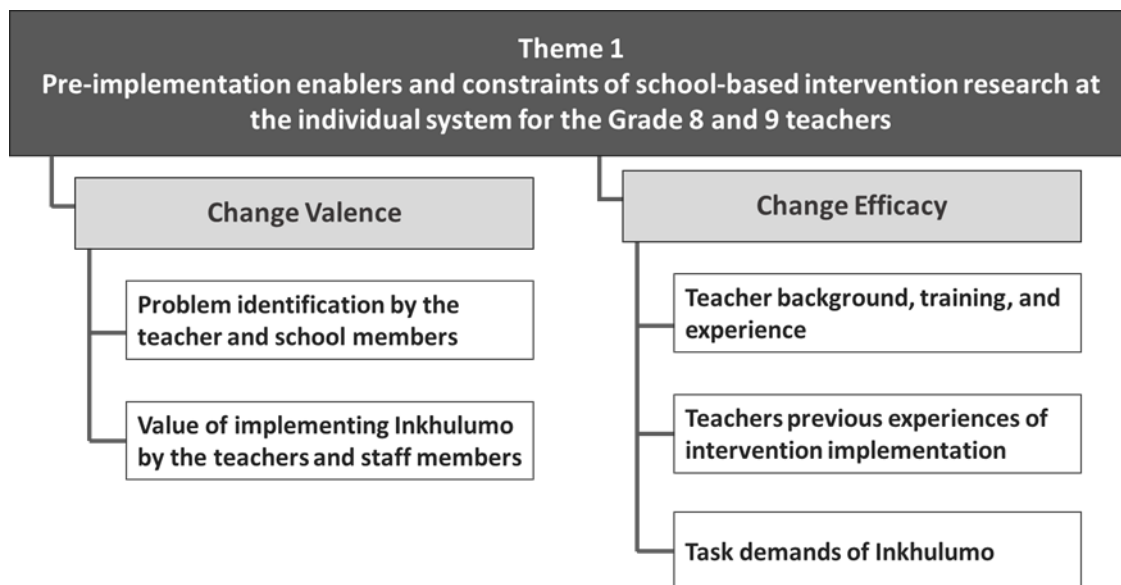 Theme 1
Pre-implementation enablers and constraints of school-based intervention research at
the individual system for the Grade 8 and 9 teachers
Change Valence
Problem identification by the
teacher and school members
Value of implementing Inkhulumo
by the teachers and staff members
Change Efficacy
Teacher background, training, and
experience
Teachers previous experiences of
intervention implementation
Task demands of Inkhulumo